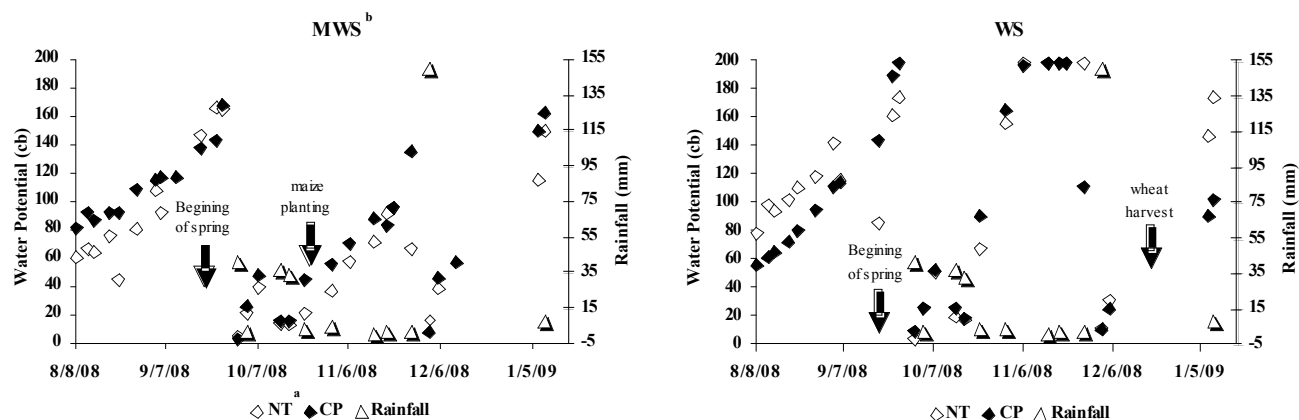 MWS b
Water Potential (cb)
200
180
160
140
120
100
80
60
40
20
0
Begining
of spring
maize
planting
155
135
115
95
75
55
35
15
-5
Rainfall (mm)
8/8/08 9/7/08 10/7/08 11/6/08 12/6/08 1/5/09
NT a CP Rainfall
WS
Water Potential (cb)
200
180
160
140
120
100
80
60
40
20
0
Begining
of spring
wheat
harvest
155
135
115
95
75
55
35
15
-5
Rainfall (mm)
8/8/08 9/7/08 10/7/08 11/6/08 12/6/08 1/5/09
NT CP Rainfall